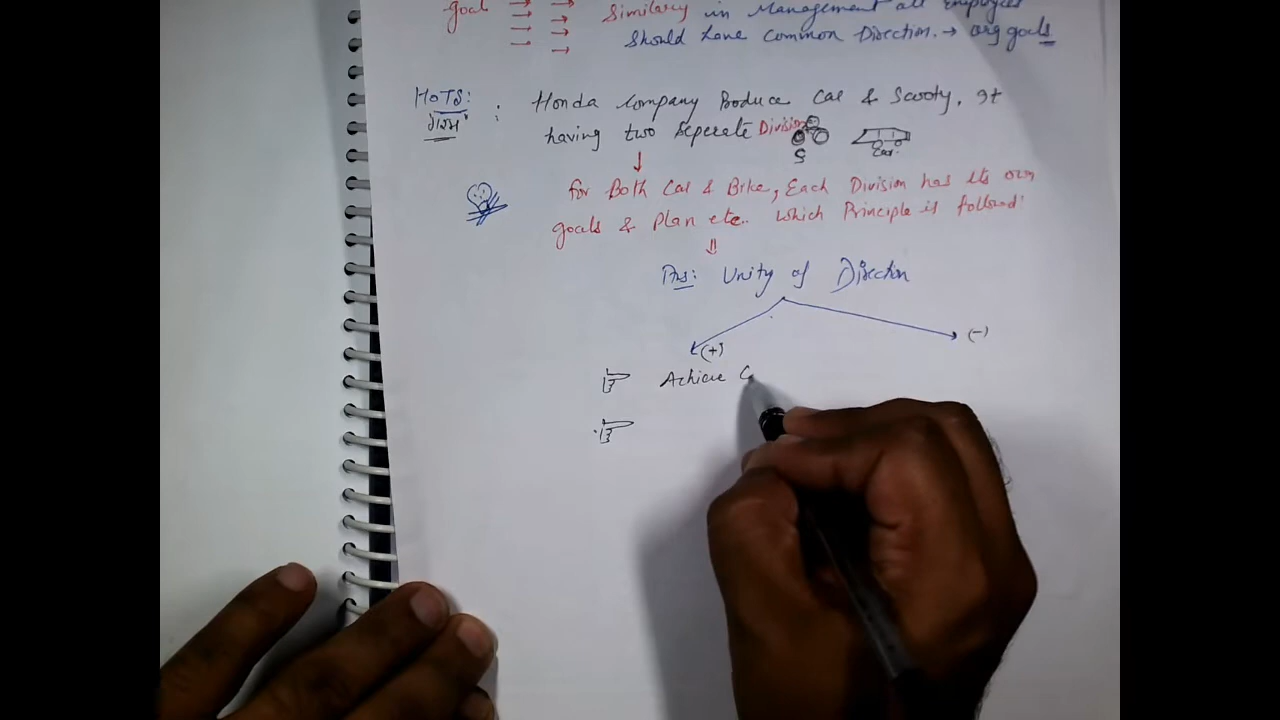 goal Similary in Management all Employees
Should have Common Direction. → org goals
HOTS: : Honda Company Produce Car & Scooty, It
गरम
having two Seperate Division
S Car.
for Both Car & Bike, Each Division has its own
goals & Plan etc.. Which Principle is followed?
Ans: Unity of Direction
(+) (-)
Achieve C